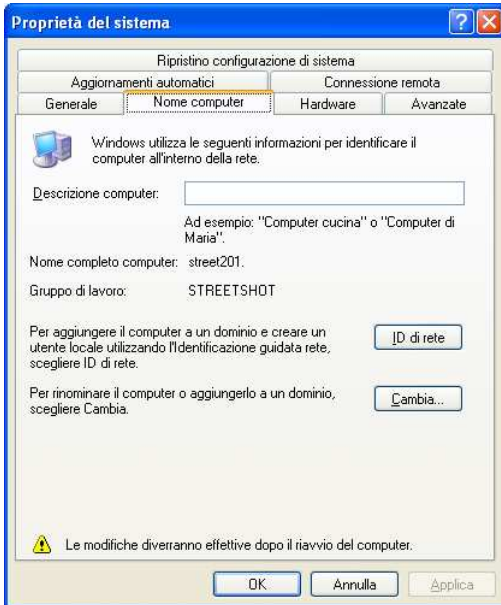 Proprietà del sistema
Ripristino configurazione di sistema
Aggiornamenti automatici
Connessione remota
Generale
Nome computer
Hardware
Avanzate
Windows utilizza le seguenti informazioni per identificare il
computer all'interno della rete.
Descrizione computer:
Ad esempio: "Computer cucina" o "Computer di
Maria".
Nome completo computer: street201.
Gruppo di lavoro: STREETSHOT
Per aggiungere il computer a un dominio e creare un
utente locale utilizzando l'Identificazione guidata rete,
scegliere ID di rete.
ID di rete
Per rinominare il computer o aggiungerlo a un dominio,
scegliere Cambia.
Cambia...
Le modifiche diverranno effettive dopo il riavvio del computer.
OK
Annulla
Applica